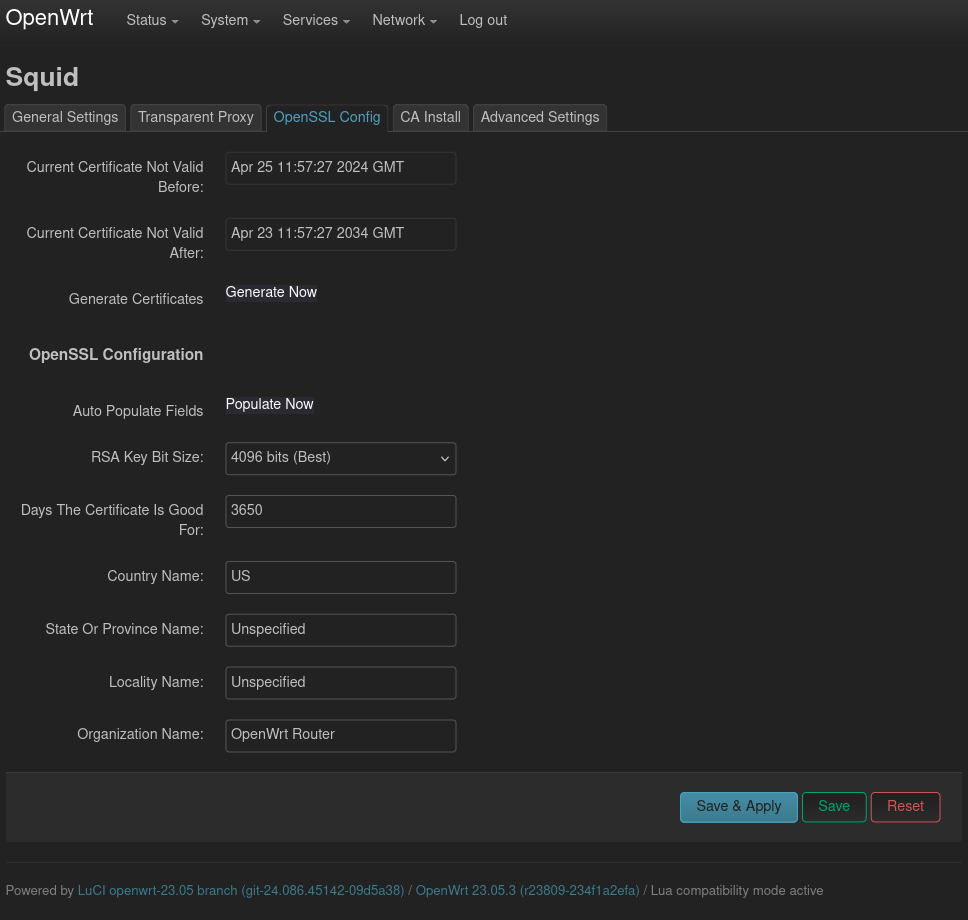 OpenWrt Status System Services Network Log out
Squid
General Settings Transparent Proxy OpenSSL Config CA Install Advanced Settings
Current Certificate Not Valid Before: Apr 25 11:57:27 2024 GMT
Current Certificate Not Valid After: Apr 23 11:57:27 2034 GMT
Generate Certificates Generate Now
OpenSSL Configuration
Auto Populate Fields Populate Now
RSA Key Bit Size: 4096 bits (Best)
Days The Certificate Is Good For: 3650
Country Name: US
State Or Province Name: Unspecified
Locality Name: Unspecified
Organization Name: OpenWrt Router
Save & Apply Save Reset
Powered by LuCI openwrt-23.05 branch (git-24.086.45142-09d5a38) / OpenWrt 23.05.3 (r23809-234f1a2efa) / Lua compatibility mode active